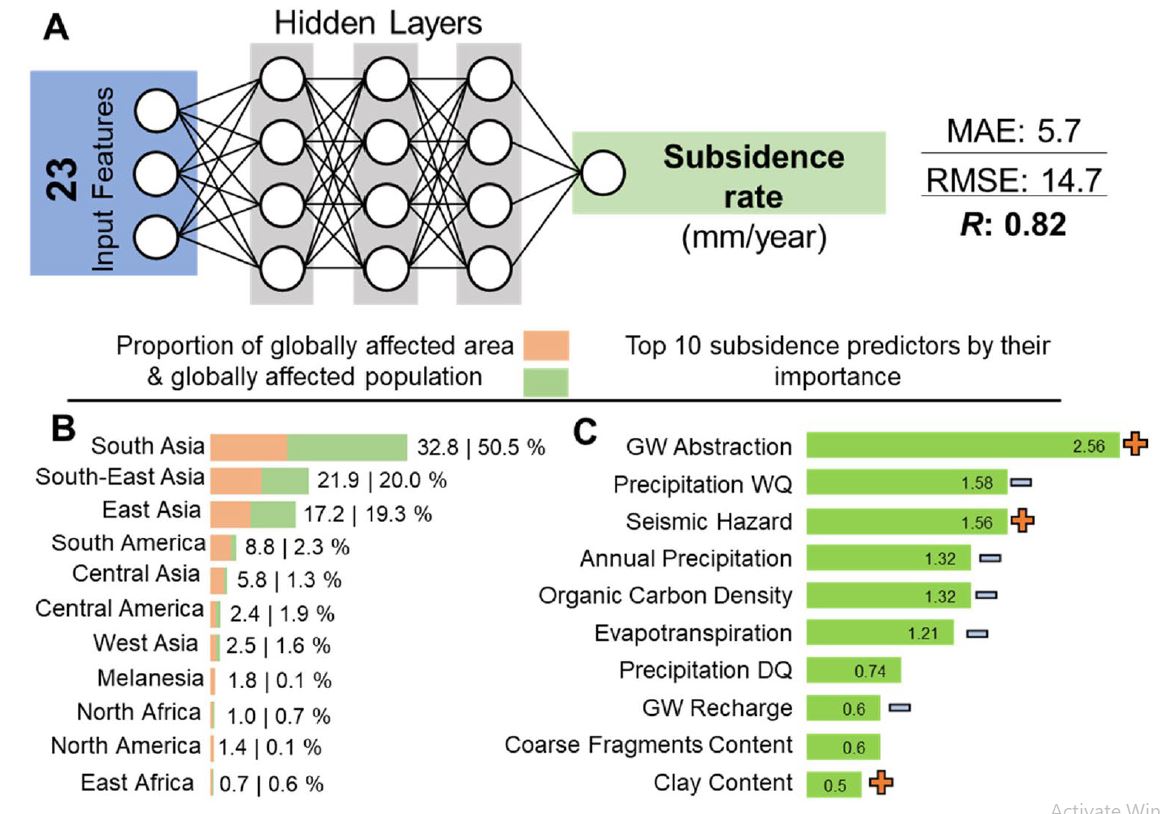 A
Hidden Layers
23
Input Features
Subsidence
rate
(mm/year)
MAE: 5.7
RMSE: 14.7
R: 0.82
Proportion of globally affected area
& globally affected population
Top 10 subsidence predictors by their
importance
B
South Asia 32.8 | 50.5 %
South-East Asia 21.9 | 20.0 %
East Asia 17.2 | 19.3 %
South America 8.8 | 2.3 %
Central Asia 5.8 | 1.3 %
Central America 2.4 | 1.9 %
West Asia 2.5 | 1.6 %
Melanesia 1.8 | 0.1 %
North Africa 1.0 | 0.7 %
North America 1.4 | 0.1 %
East Africa 0.7 | 0.6 %
C
GW Abstraction 2.56
Precipitation WQ 1.58
Seismic Hazard 1.56
Annual Precipitation 1.32
Organic Carbon Density 1.32
Evapotranspiration 1.21
Precipitation DQ 0.74
GW Recharge 0.6
Coarse Fragments Content 0.6
Clay Content 0.5
Activate Win